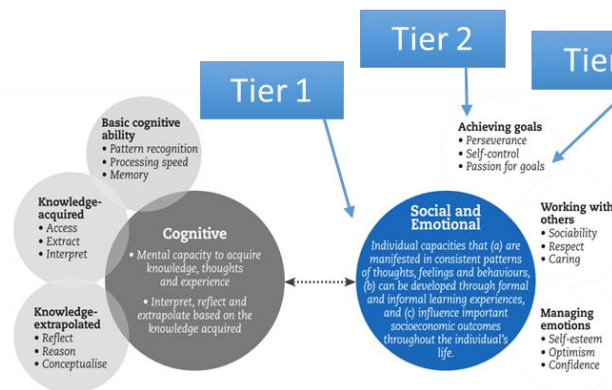 Tier 1
Tier 2
Tier
Basic cognitive
ability
• Pattern recognition
• Processing speed
• Memory
Knowledge-
acquired
• Access
• Extract
• Interpret
Knowledge-
extrapolated
• Reflect
• Reason
• Conceptualise
Cognitive
• Mental capacity to acquire
knowledge, thoughts
and experience
• Interpret, reflect and
extrapolate based on the
knowledge acquired
Social and
Emotional
Individual capacities that (a) are
manifested in consistent patterns
of thoughts, feelings and behaviours,
(b) can be developed through formal
and informal learning experiences,
and (c) influence important
socioeconomic outcomes
throughout the individual's
life.
Achieving goals
• Perseverance
• Self-control
• Passion for goals
Working with
others
• Sociability
• Respect
• Caring
Managing
emotions
• Self-esteem
• Optimism
• Confidence